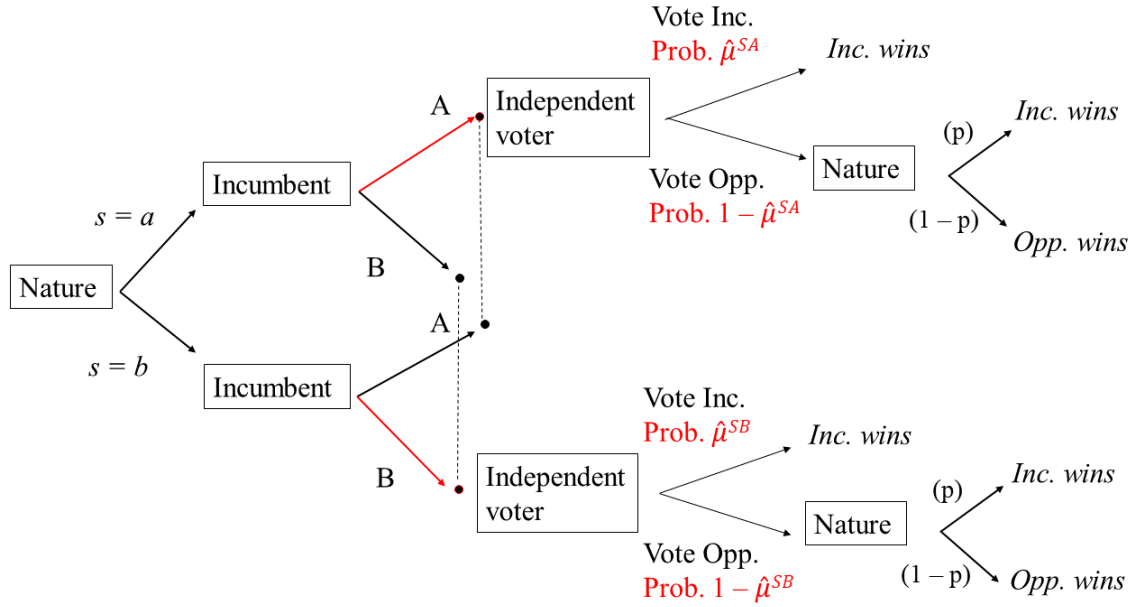 Vote Inc.
Prob. μ̂^{SA}
Inc. wins
A
Independent
voter
Inc. wins
(p)
Incumbent
Vote Opp.
Nature
Prob. 1 − μ̂^{SA}
s = a
(1 – p)
Opp. wins
B
Nature
A
s = b
Incumbent
Vote Inc.
Prob. μ̂^{SB}
Inc. wins
B
Independent
voter
Inc. wins
(p)
Nature
Vote Opp.
(1 – p)
Opp. wins
Prob. 1 − μ̂^{SB}